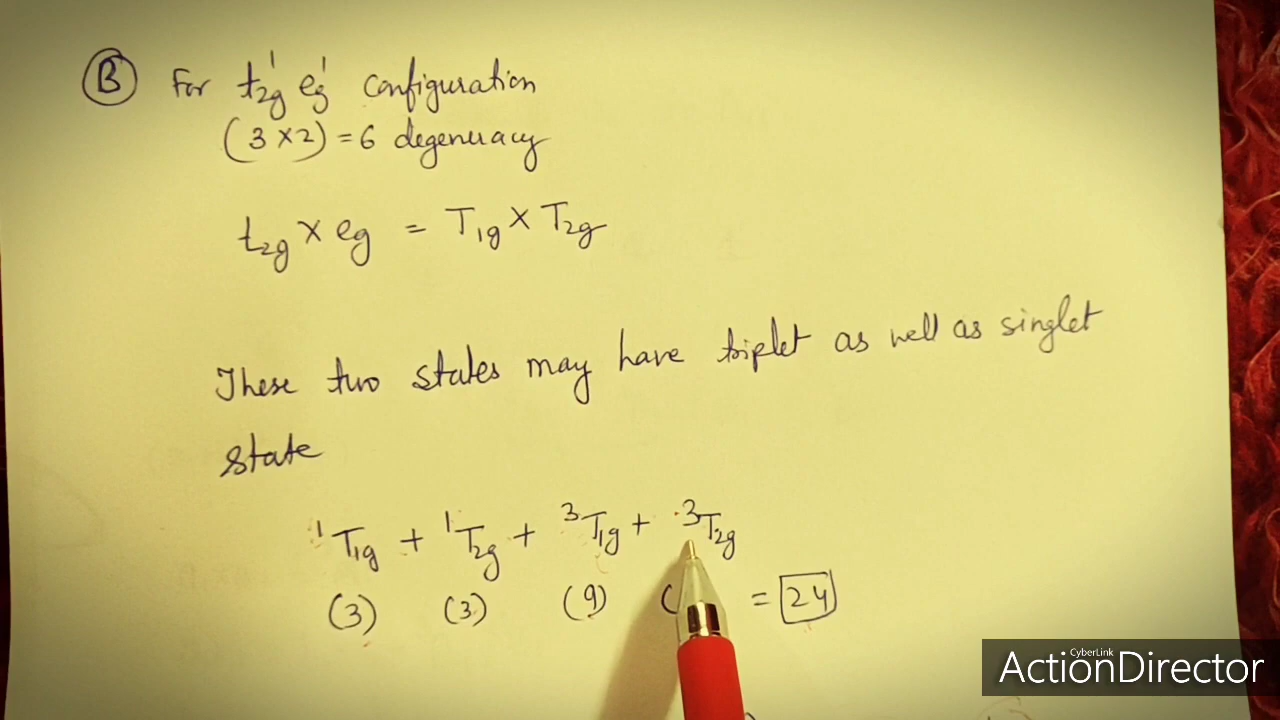 B For t2g¹ eg¹ configuration
(3×2) = 6 degeneracy
t2g × eg = T1g × T2g
These two states may have triplet as well as singlet
state
¹T1g + ¹T2g + ³T1g + ³T2g
(3) (3) (9) ( = 24
CyberLink
ActionDirector